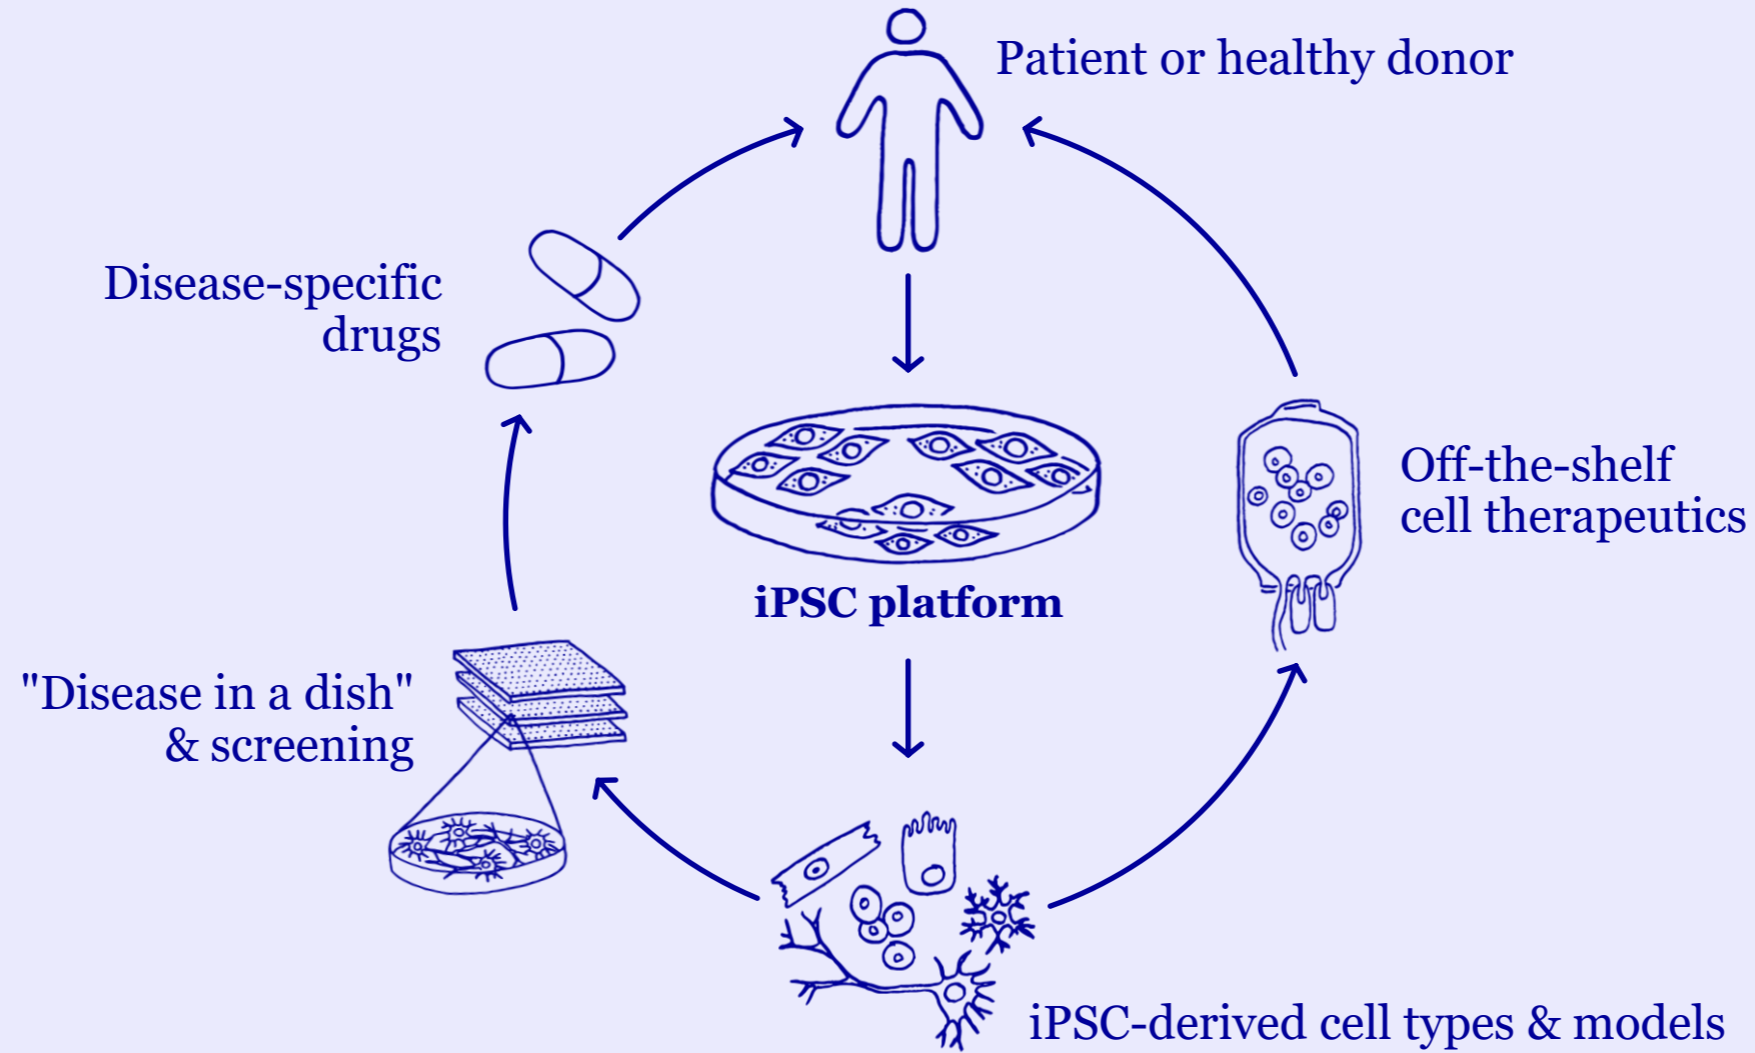 Patient or healthy donor
Disease-specific
drugs
Off-the-shelf
cell therapeutics
iPSC platform
"Disease in a dish"
& screening
iPSC-derived cell types & models